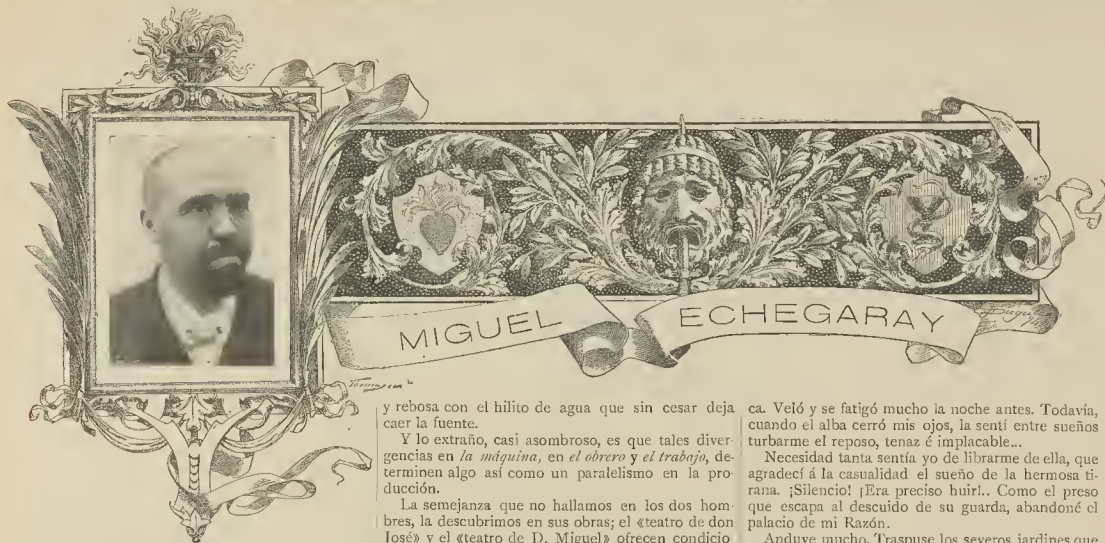 MIGUEL ECHEGARAY
y rebosa con el hilito de agua que sin cesar deja
caer la fuente.
Y lo extraño, casi asombroso, es que tales diver-
gencias en la máquina, en el obrero y el trabajo, de-
terminen algo así como un paralelismo en la pro-
ducción.
La semejanza que no hallamos en los dos hom-
bres, la descubrimos en sus obras; el «teatro de don
José» y el «teatro de D. Miguel» ofrecen condicio
ca. Veló y se fatigó mucho la noche antes. Todavía,
cuando el alba cerró mis ojos, la sentí entre sueños
turbarme el reposo, tenaz é implacable...
Necesidad tanta sentía yo de librarme de ella, que
agradecí á la casualidad el sueño de la hermosa ti-
rana. ¡Silencio! ¡Era preciso huir!.. Como el preso
que escapa al descuido de su guarda, abandoné el
palacio de mi Razón.
Anduve mucho. Traspuse los severos jardines que